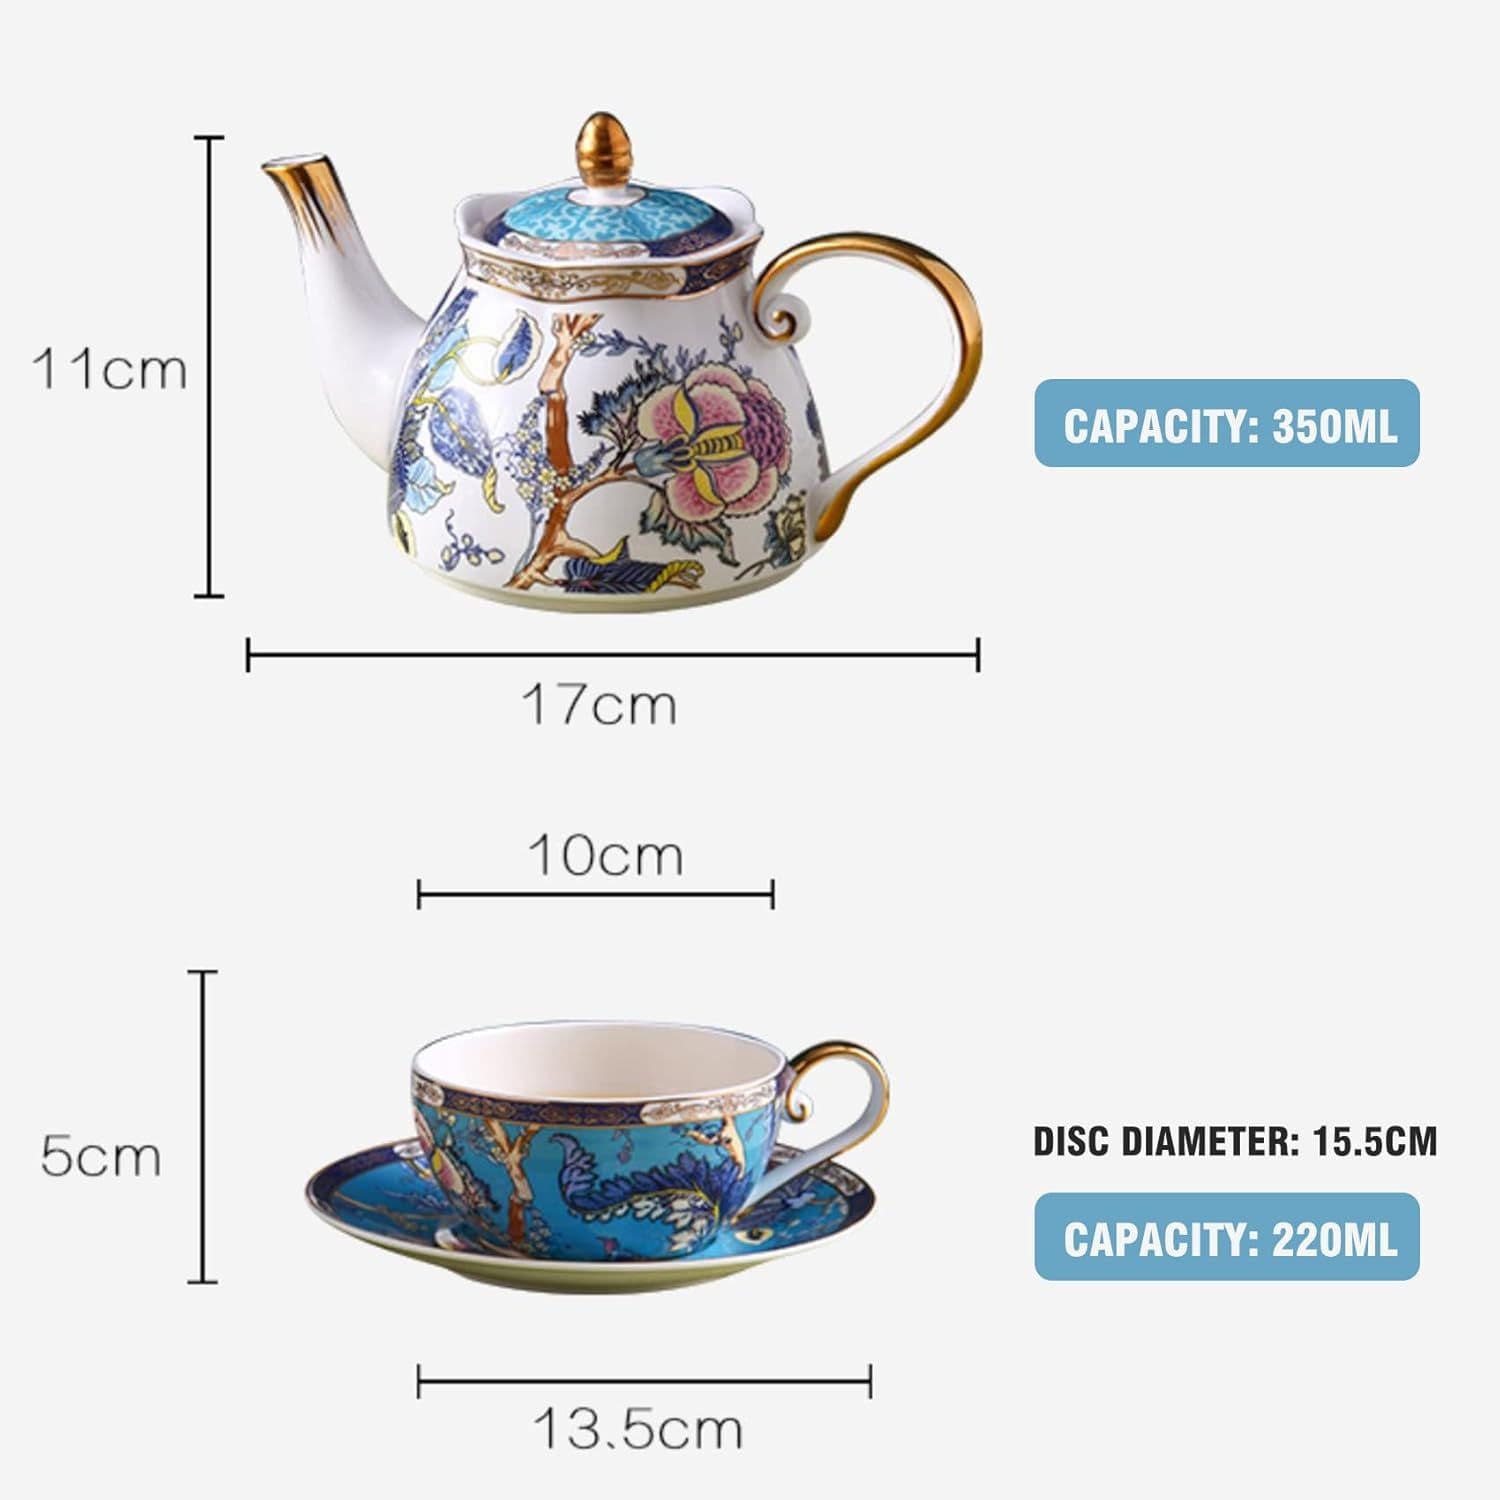 11cm
CAPACITY: 350ML
17cm
10cm
5cm
DISC DIAMETER: 15.5CM
CAPACITY: 220ML
13.5cm